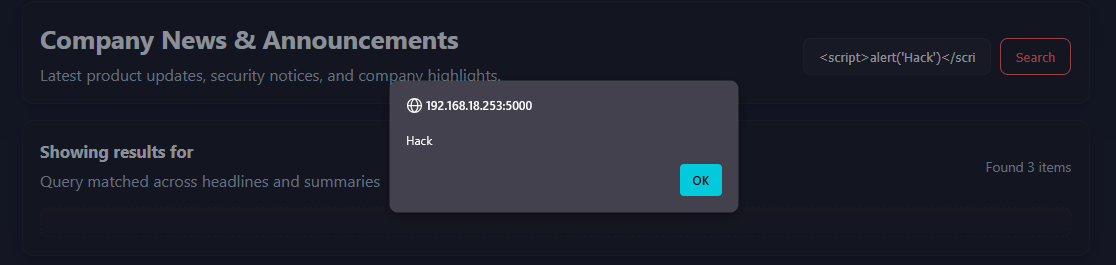 Company News & Announcements
Latest product updates, security notices, and company highlights.
<script>alert('Hack')</scri
Search
192.168.18.253:5000
Hack
OK
Showing results for
Query matched across headlines and summaries
Found 3 items